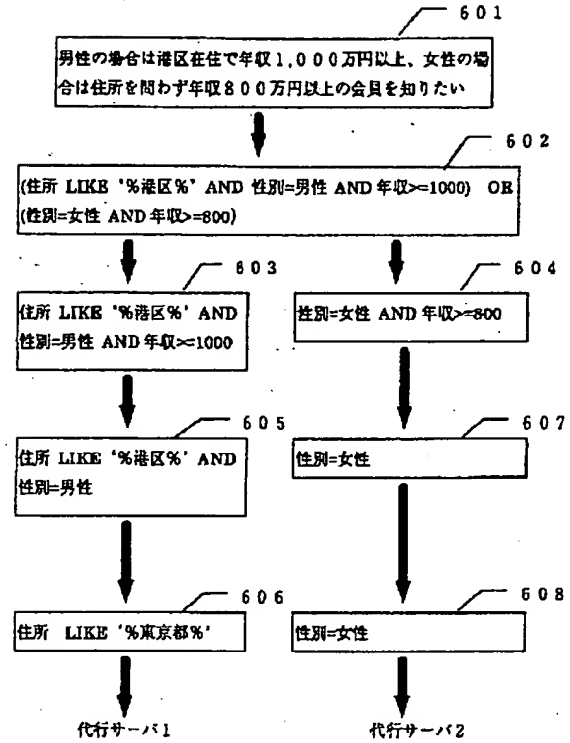 601
男性の場合は港区在住で年収1,000万円以上、女性の場
合は住所を問わず年収800万円以上の会員を知りたい
602
(住所 LIKE '%港区%' AND 性別=男性 AND 年収>=1000) OR
(性別=女性 AND 年収>=800)
603
住所 LIKE '%港区%' AND
性別=男性 AND 年収>=1000
604
性別=女性 AND 年収>=800
605
住所 LIKE '%港区%' AND
性別=男性
607
性別=女性
606
住所 LIKE '%東京都%'
608
性別=女性
代行サーバ1
代行サーバ2